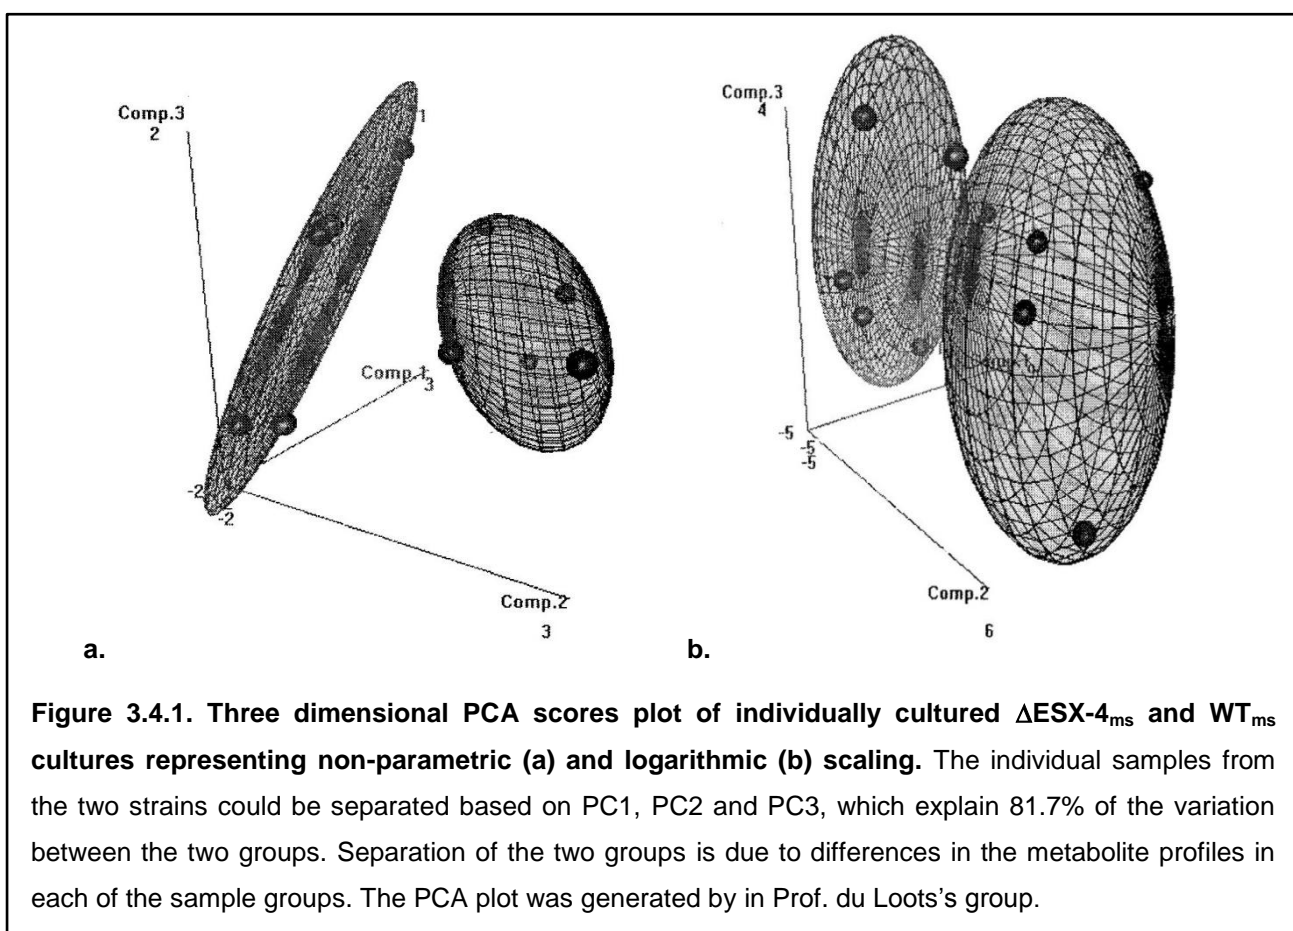 Comp.3
2
1
Comp.1
3
-2
-2
Comp.2
3
a.
Comp.3
4
-5
-5
-5
Comp.2
6
b.
Figure 3.4.1. Three dimensional PCA scores plot of individually cultured ΔESX-4ms and WTms
cultures representing non-parametric (a) and logarithmic (b) scaling. The individual samples from
the two strains could be separated based on PC1, PC2 and PC3, which explain 81.7% of the variation
between the two groups. Separation of the two groups is due to differences in the metabolite profiles in
each of the sample groups. The PCA plot was generated by in Prof. du Loots's group.